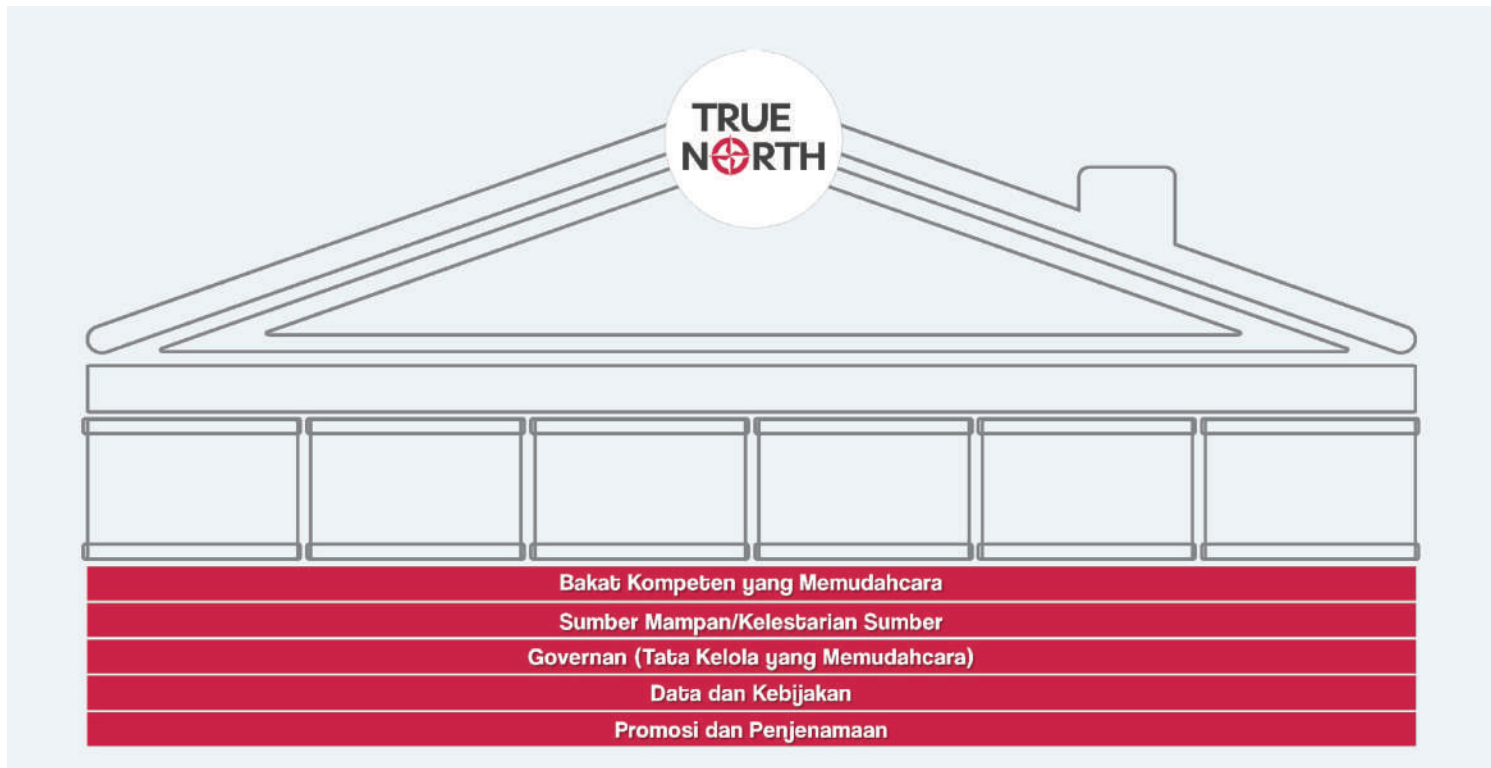 TRUE
NORTH
Bakat Kompeten yang Memudahcara
Sumber Mampan/Kelestarian Sumber
Governan (Tata Kelola yang Memudahcara)
Data dan Kebijakan
Promosi dan Penjenamaan